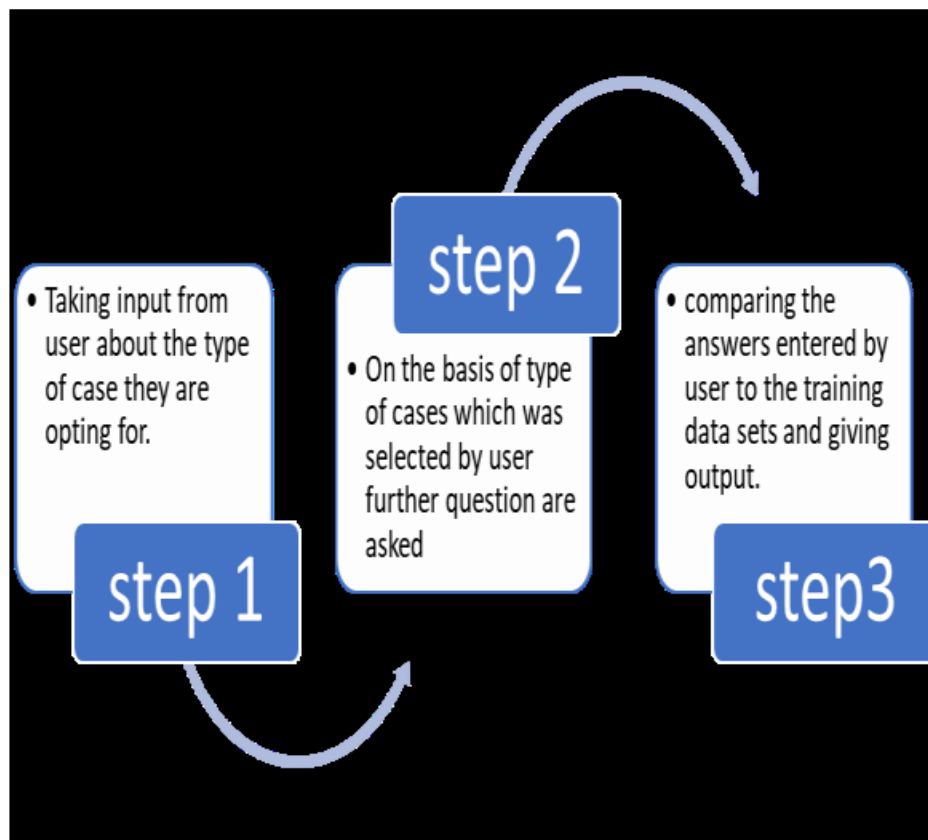 • Taking input from
user about the type
of case they are
opting for.
step 1
step 2
• On the basis of type
of cases which was
selected by user
further question are
asked
• comparing the
answers entered by
user to the training
data sets and giving
output.
step3